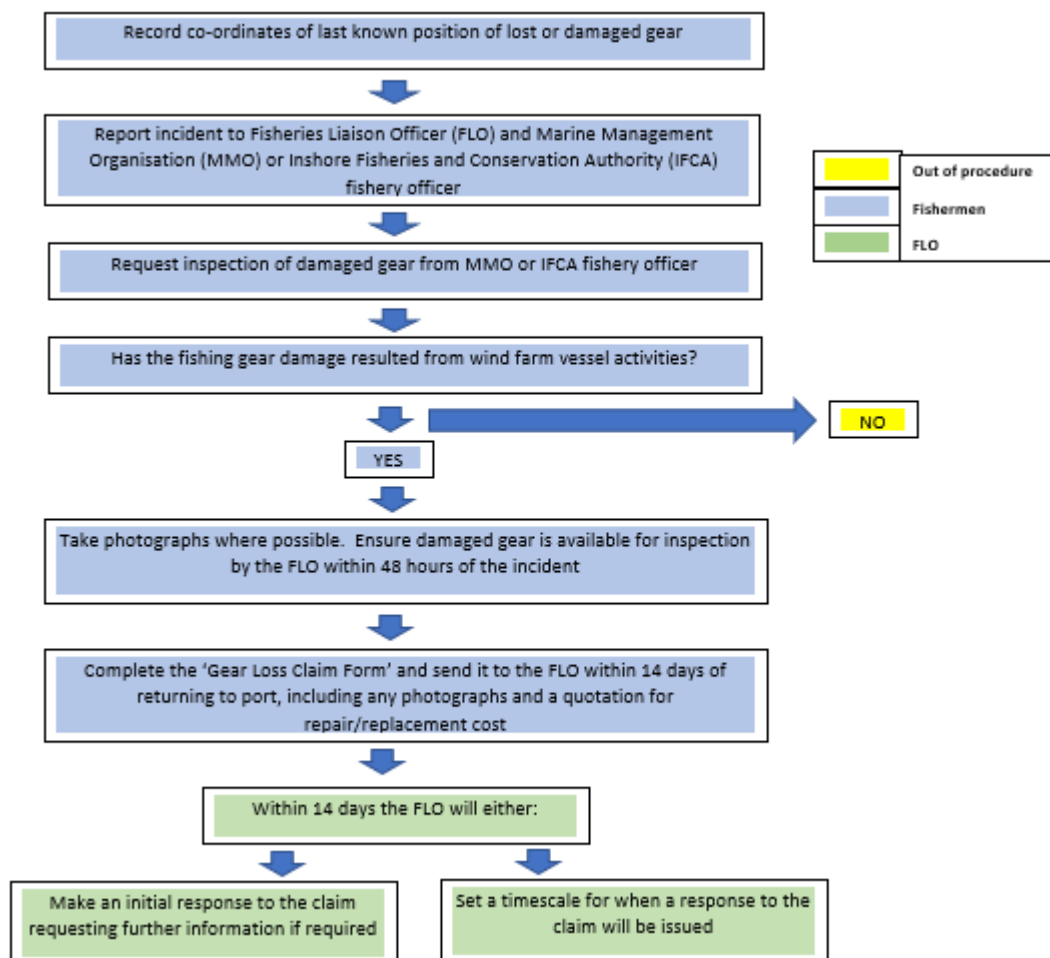 Record co-ordinates of last known position of lost or damaged gear
Report incident to Fisheries Liaison Officer (FLO) and Marine Management
Organisation (MMO) or Inshore Fisheries and Conservation Authority (IFCA)
fishery officer
Out of procedure
Fishermen
FLO
Request inspection of damaged gear from MMO or IFCA fishery officer
Has the fishing gear damage resulted from wind farm vessel activities?
NO
YES
Take photographs where possible. Ensure damaged gear is available for inspection
by the FLO within 48 hours of the incident
Complete the ‘Gear Loss Claim Form’ and send it to the FLO within 14 days of
returning to port, including any photographs and a quotation for
repair/replacement cost
Within 14 days the FLO will either:
Make an initial response to the claim
requesting further information if required
Set a timescale for when a response to the
claim will be issued